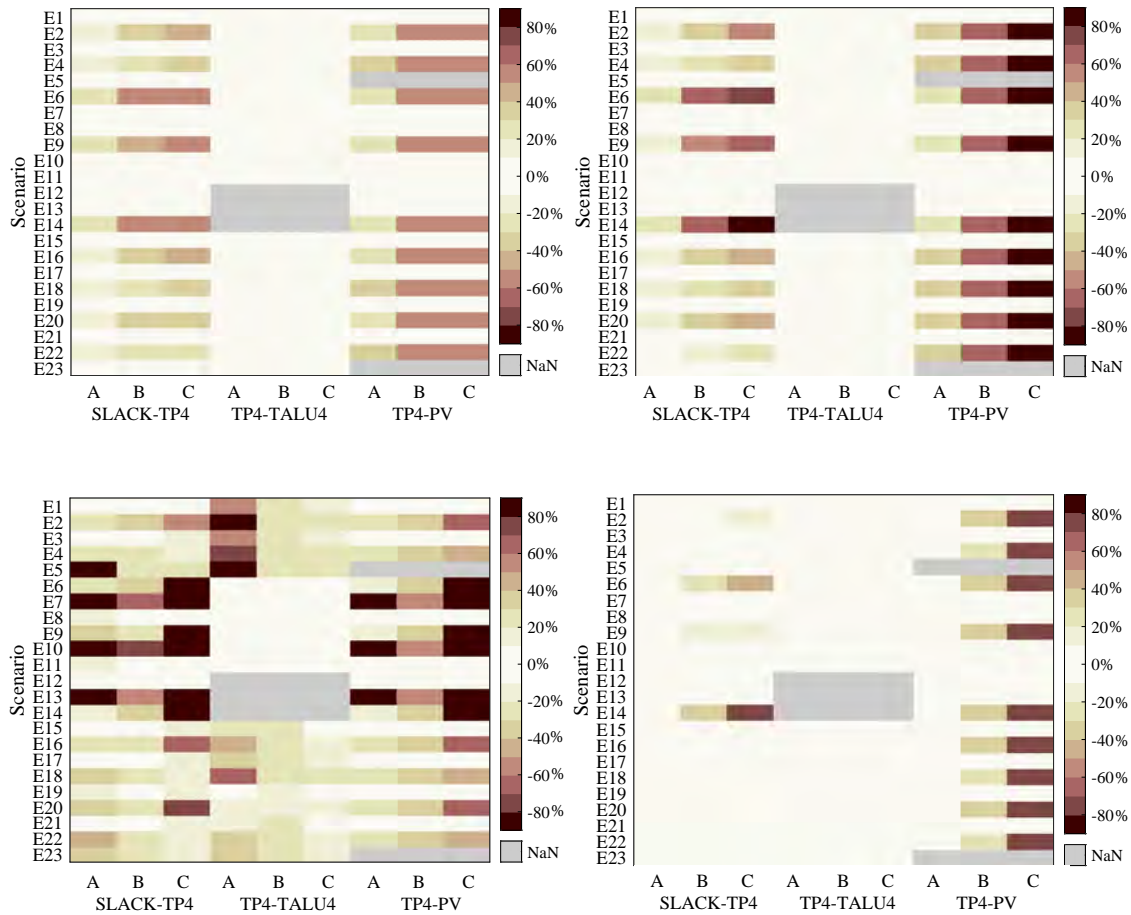 Scenario
E1
E2
E3
E4
E5
E6
E7
E8
E9
E10
E11
E12
E13
E14
E15
E16
E17
E18
E19
E20
E21
E22
E23
A B C A B C A B C
SLACK-TP4 TP4-TALU4 TP4-PV
80%
60%
40%
20%
0%
-20%
-40%
-60%
-80%
NaN
Scenario
E1
E2
E3
E4
E5
E6
E7
E8
E9
E10
E11
E12
E13
E14
E15
E16
E17
E18
E19
E20
E21
E22
E23
A B C A B C A B C
SLACK-TP4 TP4-TALU4 TP4-PV
80%
60%
40%
20%
0%
-20%
-40%
-60%
-80%
NaN
Scenario
E1
E2
E3
E4
E5
E6
E7
E8
E9
E10
E11
E12
E13
E14
E15
E16
E17
E18
E19
E20
E21
E22
E23
A B C A B C A B C
SLACK-TP4 TP4-TALU4 TP4-PV
80%
60%
40%
20%
0%
-20%
-40%
-60%
-80%
NaN
Scenario
E1
E2
E3
E4
E5
E6
E7
E8
E9
E10
E11
E12
E13
E14
E15
E16
E17
E18
E19
E20
E21
E22
E23
A B C A B C A B C
SLACK-TP4 TP4-TALU4 TP4-PV
80%
60%
40%
20%
0%
-20%
-40%
-60%
-80%
NaN